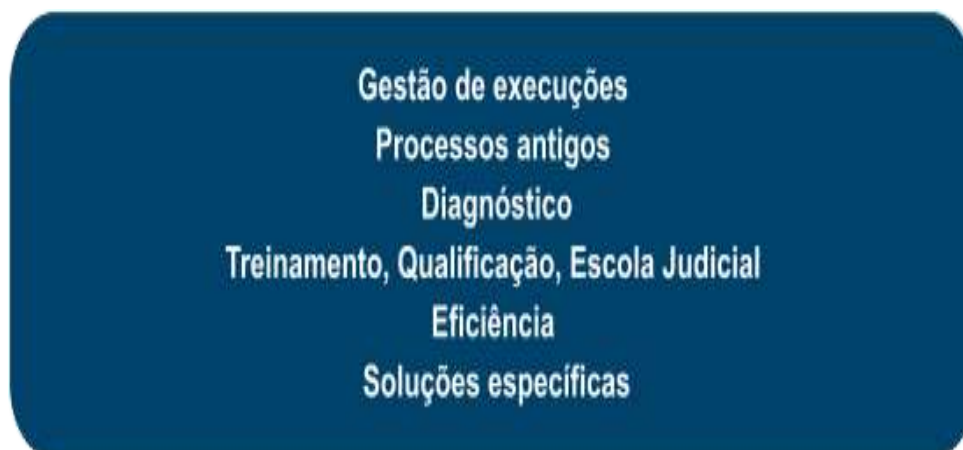 Gestão de execuções
Processos antigos
Diagnóstico
Treinamento, Qualificação, Escola Judicial
Eficiência
Soluções específicas